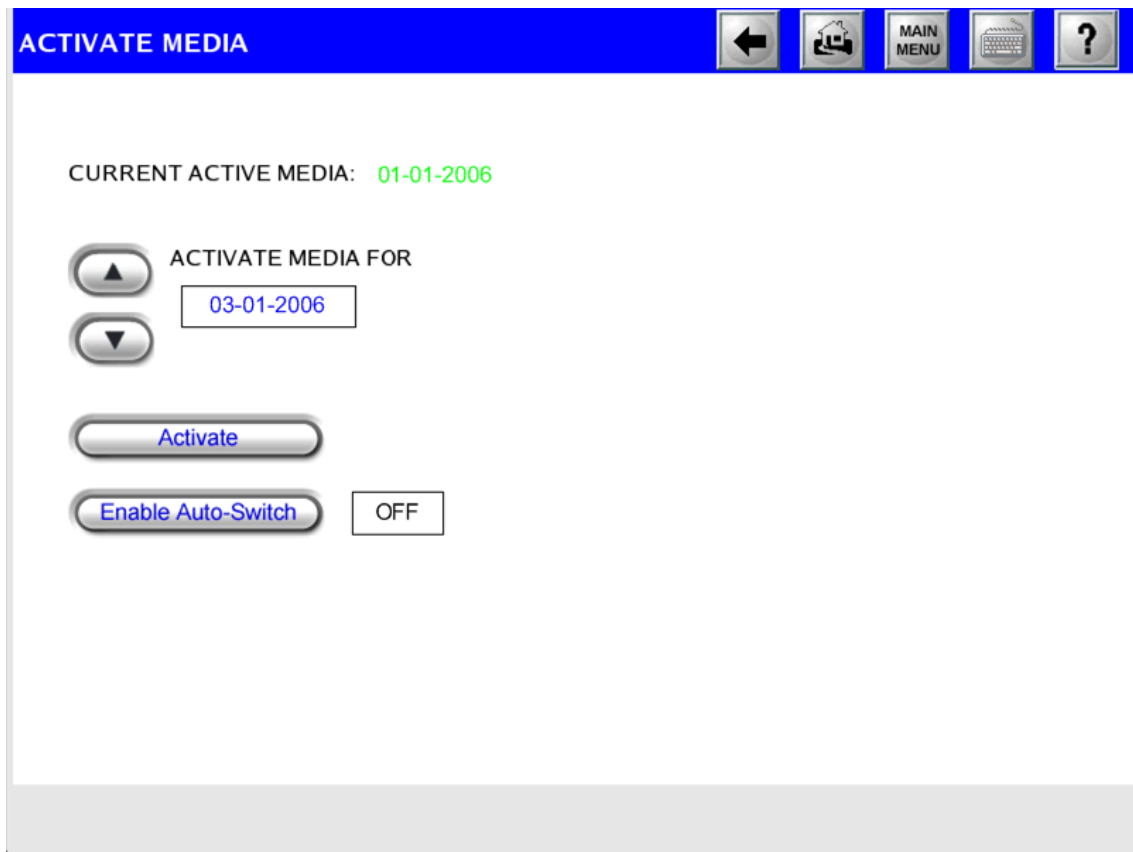 ACTIVATE MEDIA
MAIN
MENU
?
CURRENT ACTIVE MEDIA: 01-01-2006
ACTIVATE MEDIA FOR
03-01-2006
Activate
Enable Auto-Switch OFF